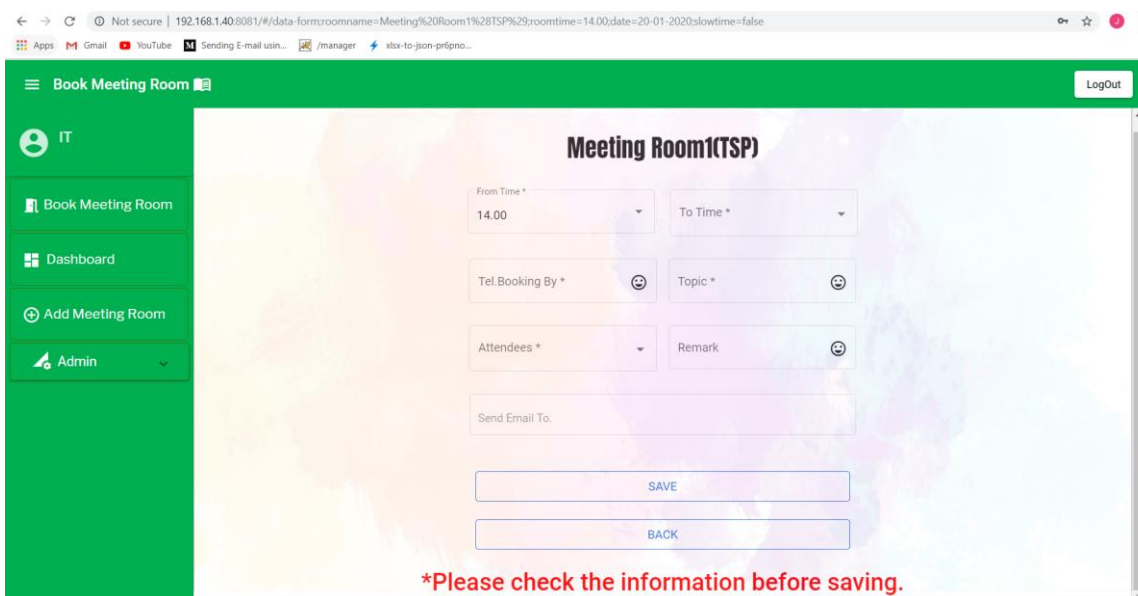 Not secure | 192.168.1.40:8081/#/data-form;roomname=Meeting%20Room1%28TSP%29;roomtime=14.00;date=20-01-2020;slowtime=false
J
Apps Gmail YouTube M Sending E-mail usin... /manager xlsx-to-json-pr6pno...
Book Meeting Room
LogOut
IT
Book Meeting Room
Dashboard
Add Meeting Room
Admin
Meeting Room1(TSP)
From Time *
14.00
To Time *
Tel.Booking By *
Topic *
Attendees *
Remark
Send Email To.
SAVE
BACK
*Please check the information before saving.